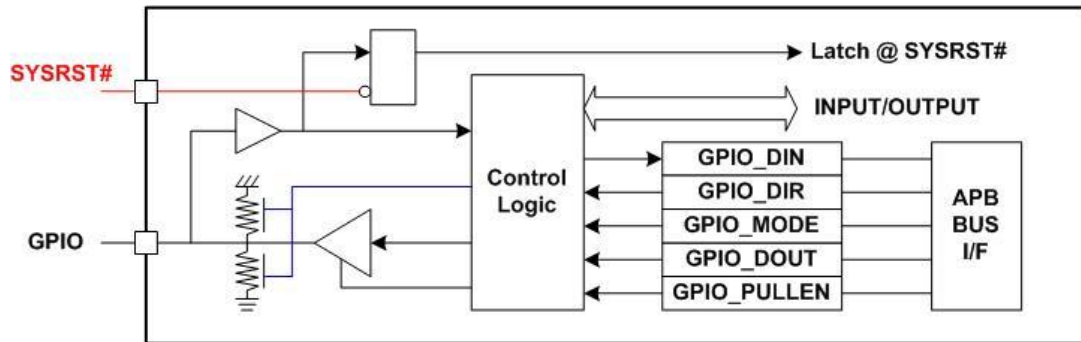 SYSRST#
Latch @ SYSRST#
INPUT/OUTPUT
GPIO
Control
Logic
GPIO_DIN
GPIO_DIR
GPIO_MODE
GPIO_DOUT
GPIO_PULLEN
APB
BUS
I/F